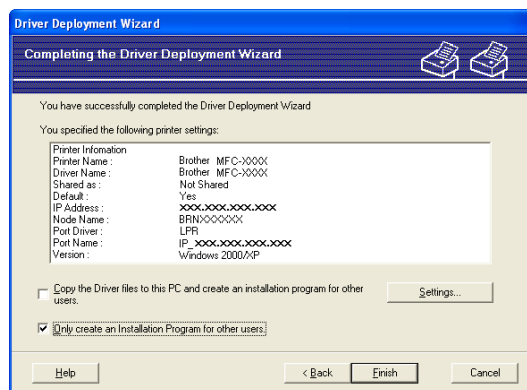 Driver Deployment Wizard
Completing the Driver Deployment Wizard
You have successfully completed the Driver Deployment Wizard
You specified the following printer settings:
Printer Infomation
Printer Name : Brother MFC-XXXX
Driver Name : Brother MFC-XXXX
Shared as : Not Shared
Default : Yes
IP Address : XXX.XXX.XXX.XXX
Node Name : BRNXXXXXX
Port Driver : LPR
Port Name : IP_XXX.XXX.XXX.XXX
Version : Windows 2000/XP
Copy the Driver files to this PC and create an installation program for other
users.
Settings...
Only create an Installation Program for other users.
Help
< Back
Finish
Cancel